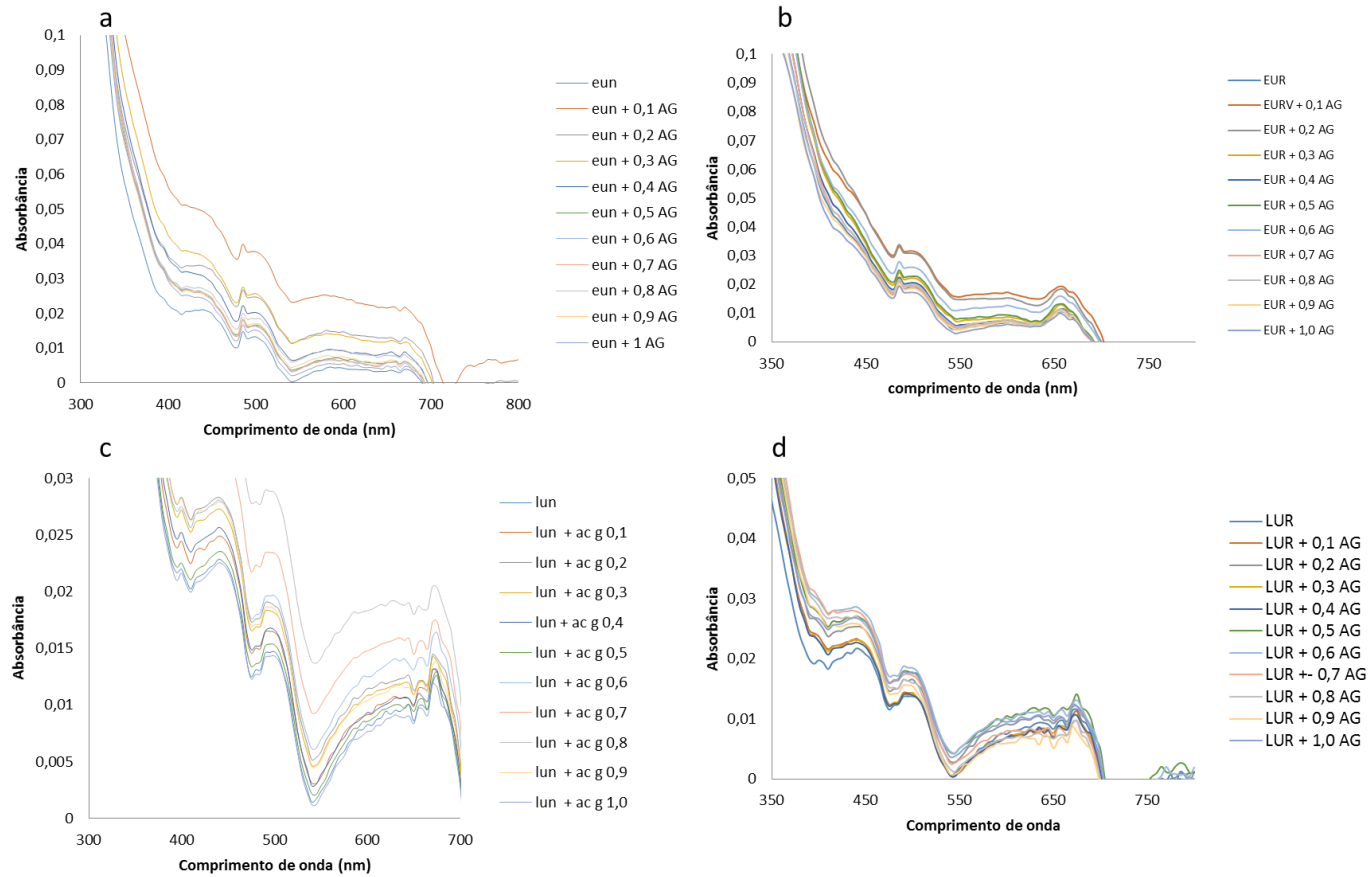 a
0,1
0,09
0,08
0,07
0,06
0,05
0,04
0,03
0,02
0,01
0
300 400 500 600 700 800
Absorbância
Comprimento de onda (nm)
eun
eun + 0,1 AG
eun + 0,2 AG
eun + 0,3 AG
eun + 0,4 AG
eun + 0,5 AG
eun + 0,6 AG
eun + 0,7 AG
eun + 0,8 AG
eun + 0,9 AG
eun + 1 AG
b
0,1
0,09
0,08
0,07
0,06
0,05
0,04
0,03
0,02
0,01
0
350 450 550 650 750
Absorbância
comprimento de onda (nm)
EUR
EURV + 0,1 AG
EUR + 0,2 AG
EUR + 0,3 AG
EUR + 0,4 AG
EUR + 0,5 AG
EUR + 0,6 AG
EUR + 0,7 AG
EUR + 0,8 AG
EUR + 0,9 AG
EUR + 1,0 AG
c
0,03
0,025
0,02
0,015
0,01
0,005
0
300 400 500 600 700
Absorbância
Comprimento de onda (nm)
lun
lun + ac g 0,1
lun + ac g 0,2
lun + ac g 0,3
lun+ ac g 0,4
lun + ac g 0,5
lun + ac g 0,6
lun + ac g 0,7
lun + ac g 0,8
lun + ac g 0,9
lun + ac g 1,0
d
0,05
0,04
0,03
0,02
0,01
0
350 450 550 650 750
Absorbância
Comprimento de onda
LUR
LUR + 0,1 AG
LUR + 0,2 AG
LUR + 0,3 AG
LUR + 0,4 AG
LUR + 0,5 AG
LUR + 0,6 AG
LUR +- 0,7 AG
LUR + 0,8 AG
LUR + 0,9 AG
LUR + 1,0 AG